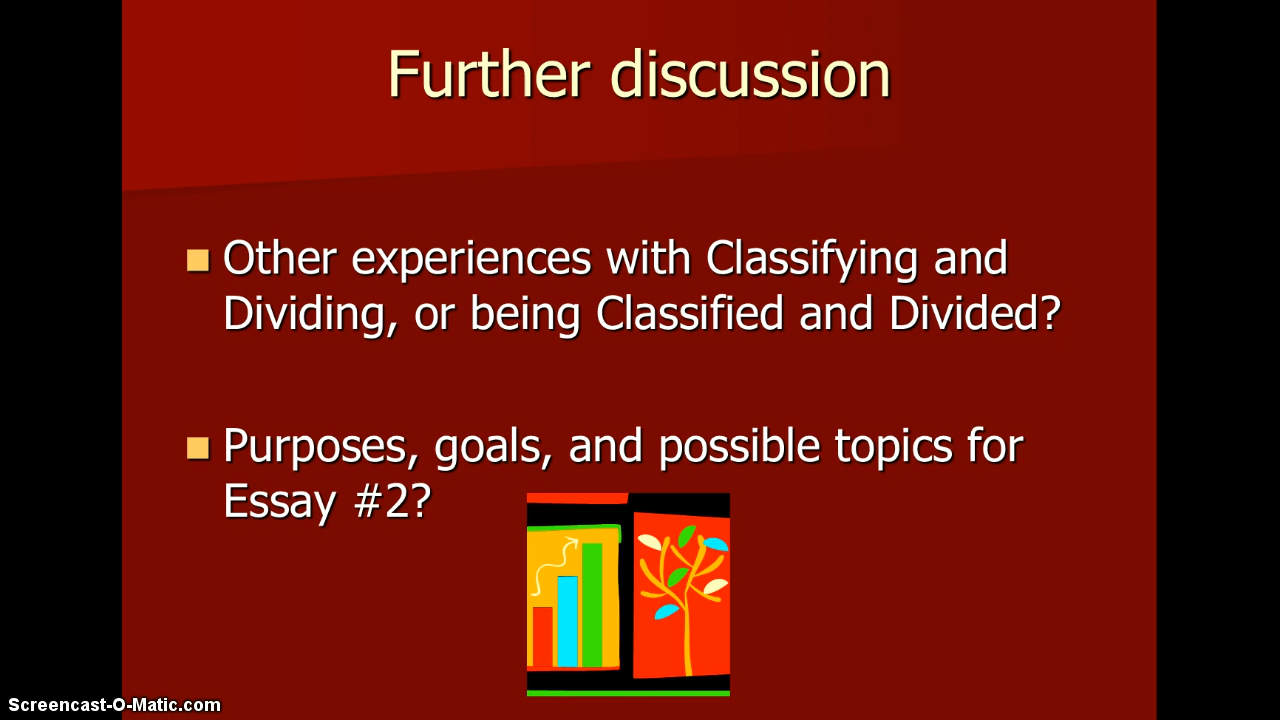 Further discussion
Other experiences with Classifying and
Dividing, or being Classified and Divided?
Purposes, goals, and possible topics for
Essay #2?
Screencast-O-Matic.com